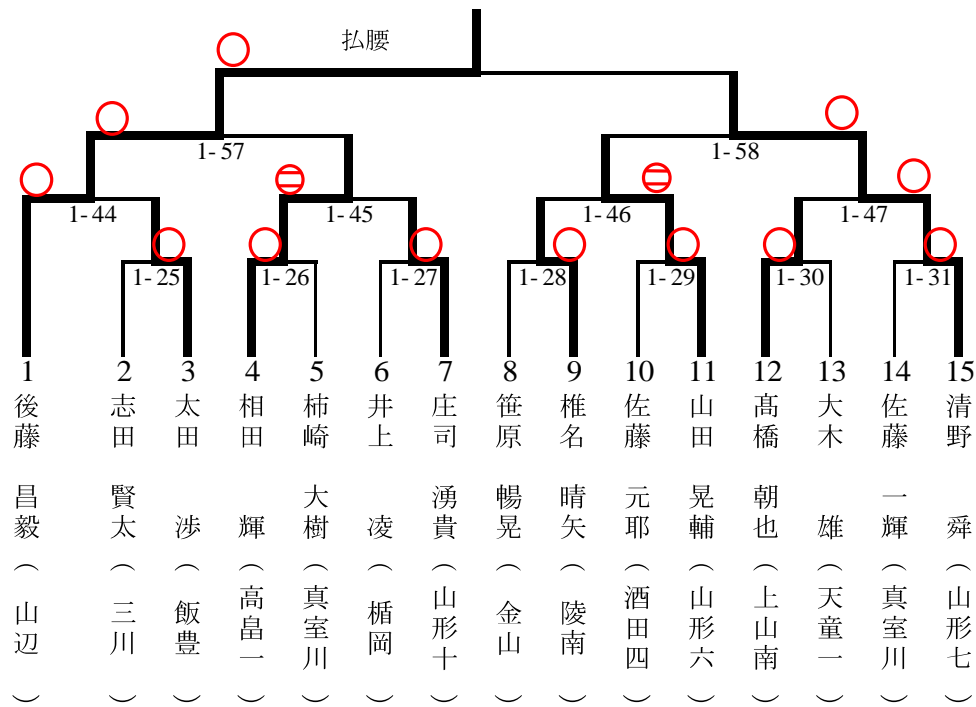 払腰
1-57
1-58
1-44
1-45
1-46
1-47
1-25
1-26
1-27
1-28
1-29
1-30
1-31
1
2
3
4
5
6
7
8
9
10
11
12
13
14
15
後藤 昌毅(山辺)
志田 賢太(三川)
太田 渉(飯豊)
相田 輝(高畠一)
柿崎 大樹(真室川)
井上 凌(楯岡)
庄司 湧貴(山形十)
笹原 暢晃(金山)
椎名 晴矢(陵南)
佐藤 元耶(酒田四)
山田 晃輔(山形六)
髙橋 朝也(上山南)
大木 雄(天童一)
佐藤 一輝(真室川)
清野 舜(山形七)